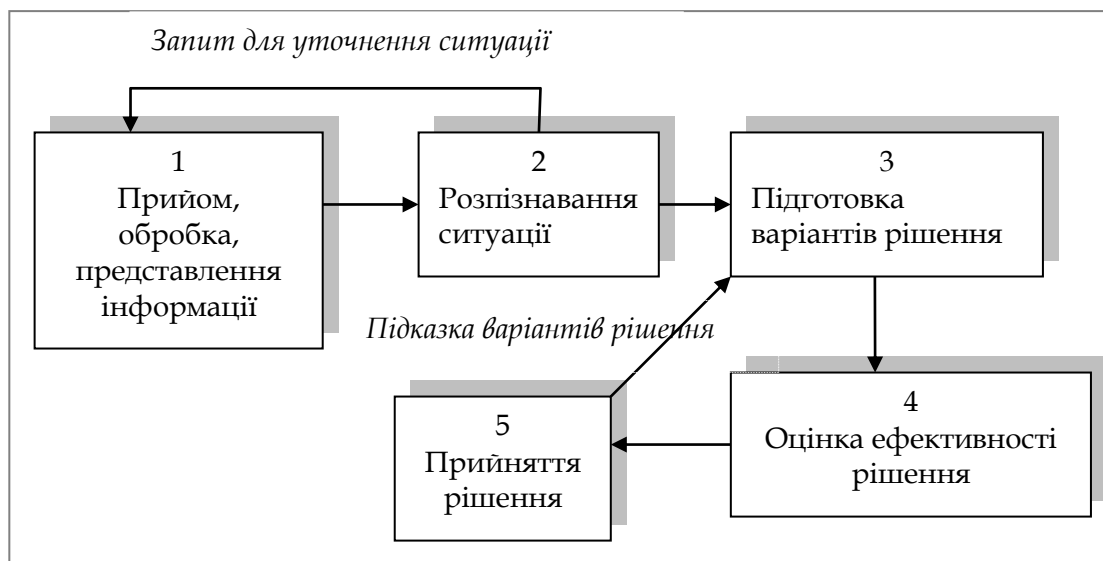 Запит для уточнення ситуації
1
Прийом,
обробка,
представлення
інформації
2
Розпізнавання
ситуації
3
Підготовка
варіантів рішення
Підказка варіантів рішення
4
Оцінка ефективності
рішення
5
Прийняття
рішення